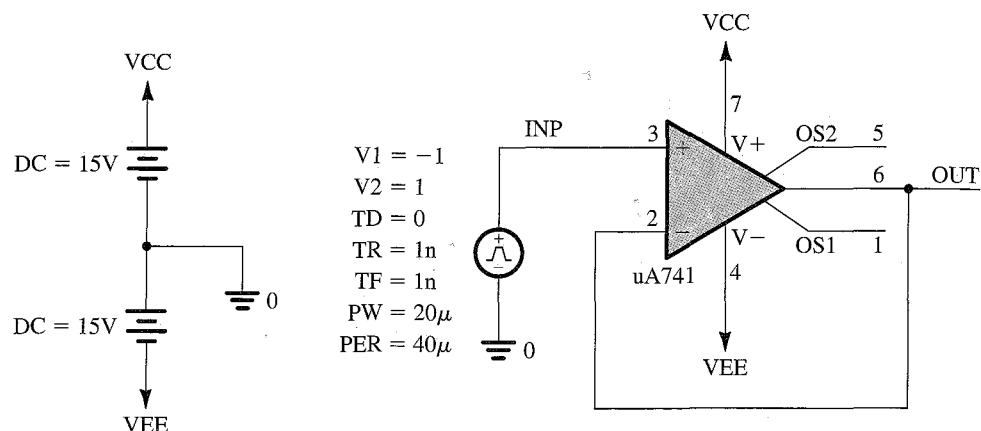 VCC
DC = 15V
0
DC = 15V
VEE
V1 = −1
V2 = 1
TD = 0
TR = 1n
TF = 1n
PW = 20μ
PER = 40μ
INP
+
−
0
VCC
7
3
+
V+
OS2
5
6
OUT
2
−
V−
OS1
1
uA741
4
VEE